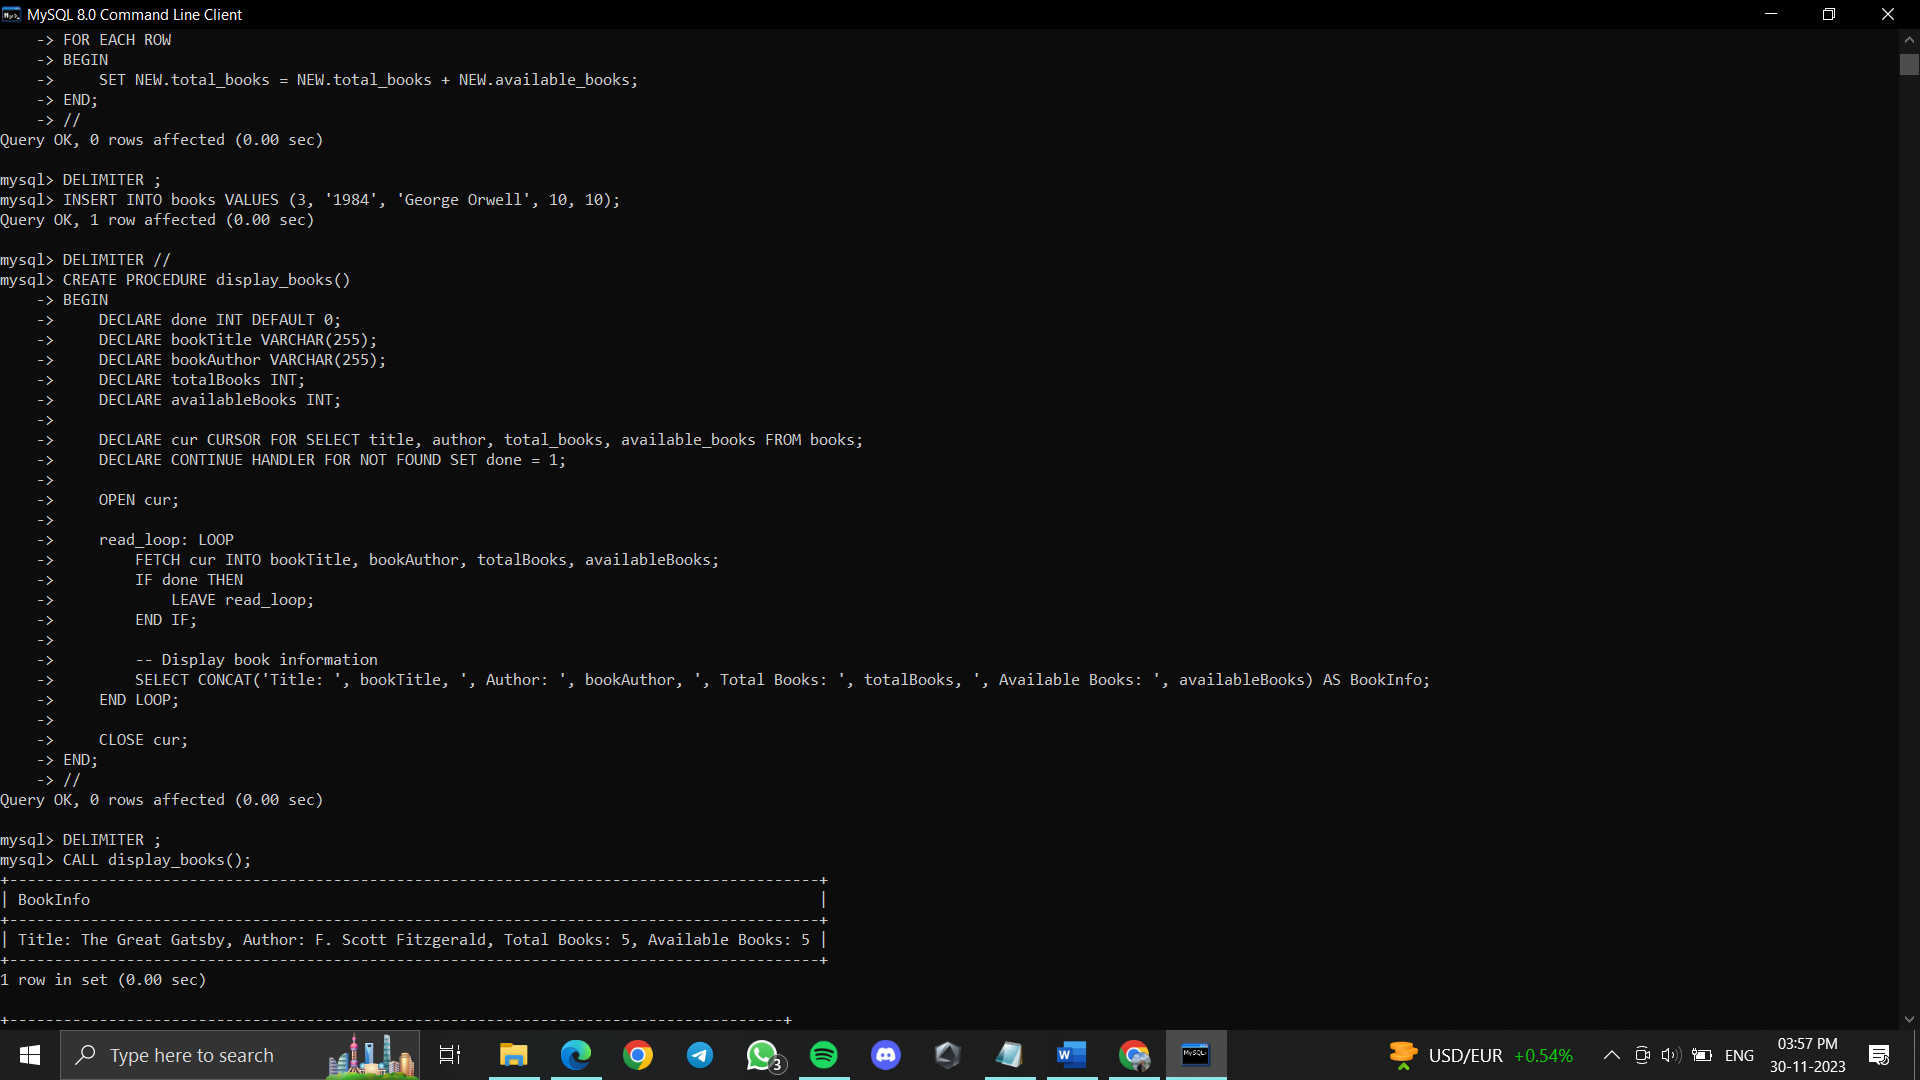 MySQL 8.0 Command Line Client
    -> FOR EACH ROW
    -> BEGIN
    ->     SET NEW.total_books = NEW.total_books + NEW.available_books;
    -> END;
    -> //
Query OK, 0 rows affected (0.00 sec)

mysql> DELIMITER ;
mysql> INSERT INTO books VALUES (3, '1984', 'George Orwell', 10, 10);
Query OK, 1 row affected (0.00 sec)

mysql> DELIMITER //
mysql> CREATE PROCEDURE display_books()
    -> BEGIN
    ->     DECLARE done INT DEFAULT 0;
    ->     DECLARE bookTitle VARCHAR(255);
    ->     DECLARE bookAuthor VARCHAR(255);
    ->     DECLARE totalBooks INT;
    ->     DECLARE availableBooks INT;
    ->
    ->     DECLARE cur CURSOR FOR SELECT title, author, total_books, available_books FROM books;
    ->     DECLARE CONTINUE HANDLER FOR NOT FOUND SET done = 1;
    ->
    ->     OPEN cur;
    ->
    ->     read_loop: LOOP
    ->         FETCH cur INTO bookTitle, bookAuthor, totalBooks, availableBooks;
    ->         IF done THEN
    ->             LEAVE read_loop;
    ->         END IF;
    ->
    ->         -- Display book information
    ->         SELECT CONCAT('Title: ', bookTitle, ', Author: ', bookAuthor, ', Total Books: ', totalBooks, ', Available Books: ', availableBooks) AS BookInfo;
    ->     END LOOP;
    ->
    ->     CLOSE cur;
    -> END;
    -> //
Query OK, 0 rows affected (0.00 sec)

mysql> DELIMITER ;
mysql> CALL display_books();
+------------------------------------------------------------------------------------------+
| BookInfo                                                                                 |
+------------------------------------------------------------------------------------------+
| Title: The Great Gatsby, Author: F. Scott Fitzgerald, Total Books: 5, Available Books: 5 |
+------------------------------------------------------------------------------------------+
1 row in set (0.00 sec)

+--------------------------------------------------------------------------------------+
Type here to search
3
USD/EUR +0.54%
ENG
03:57 PM
30-11-2023